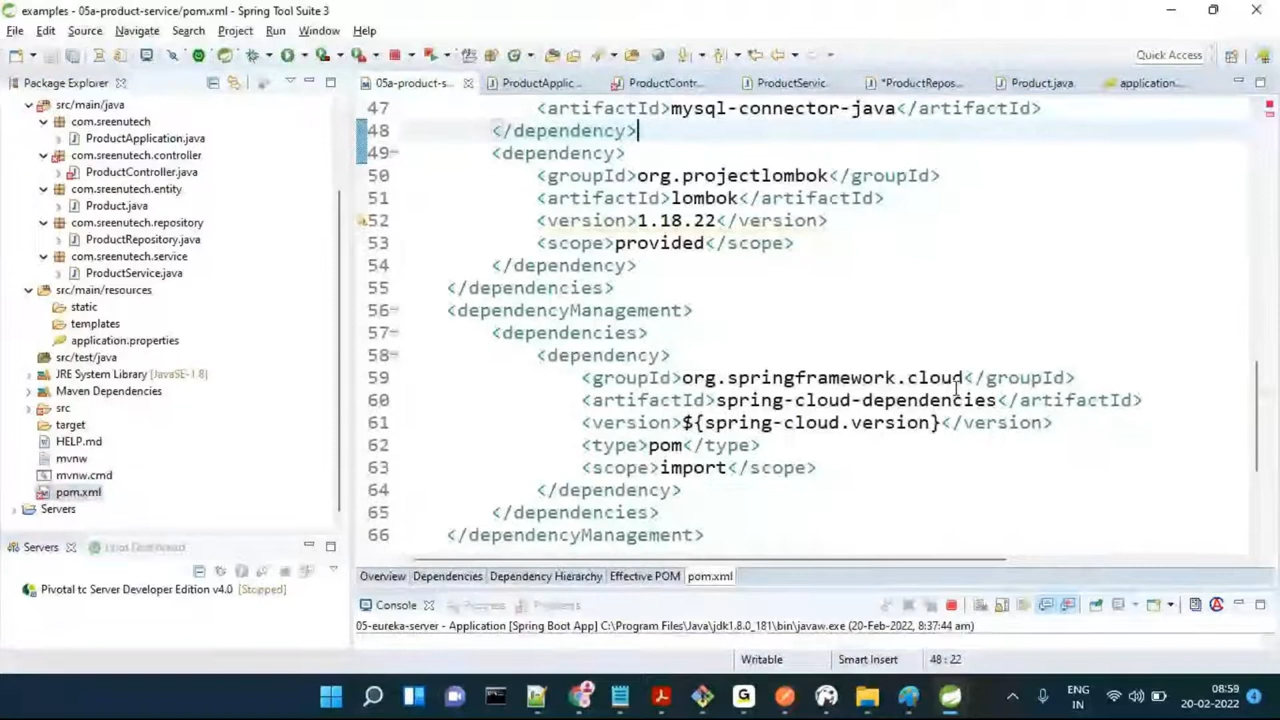 examples - 05a-product-service/pom.xml - Spring Tool Suite 3
File Edit Source Navigate Search Project Run Window Help
Quick Access
Package Explorer
05a-product-s...
ProductApplic...
ProductContr...
ProductServic...
*ProductRepos...
Product.java
application....
src/main/java
com.sreenutech
ProductApplication.java
com.sreenutech.controller
ProductController.java
com.sreenutech.entity
Product.java
com.sreenutech.repository
ProductRepository.java
com.sreenutech.service
ProductService.java
src/main/resources
static
templates
application.properties
src/test/java
JRE System Library [JavaSE-1.8]
Maven Dependencies
src
target
HELP.md
mvnw
mvnw.cmd
pom.xml
Servers
47 <artifactId>mysql-connector-java</artifactId>
48 </dependency>
49 <dependency>
50 <groupId>org.projectlombok</groupId>
51 <artifactId>lombok</artifactId>
52 <version>1.18.22</version>
53 <scope>provided</scope>
54 </dependency>
55 </dependencies>
56 <dependencyManagement>
57 <dependencies>
58 <dependency>
59 <groupId>org.springframework.cloud</groupId>
60 <artifactId>spring-cloud-dependencies</artifactId>
61 <version>${spring-cloud.version}</version>
62 <type>pom</type>
63 <scope>import</scope>
64 </dependency>
65 </dependencies>
66 </dependencyManagement>
Overview Dependencies Dependency Hierarchy Effective POM pom.xml
Servers
Boot Dashboard
Pivotal tc Server Developer Edition v4.0 [Stopped]
Console
Progress
Problems
05-eureka-server - Application [Spring Boot App] C:\Program Files\Java\jdk1.8.0_181\bin\javaw.exe (20-Feb-2022, 8:37:44 am)
Writable
Smart Insert
48 : 22
ENG
IN
08:59
20-02-2022